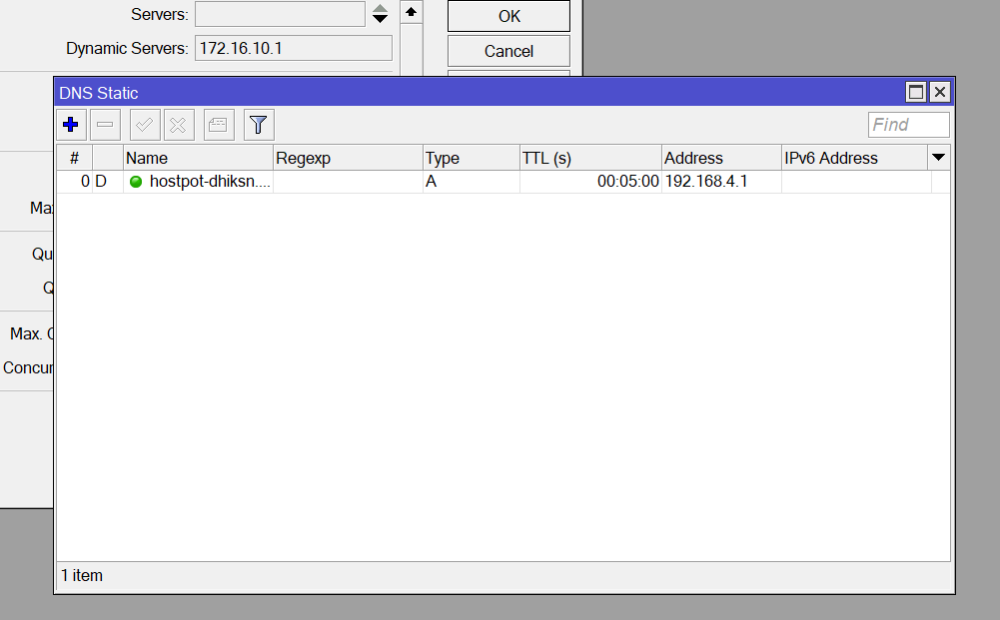 Servers:
OK
Dynamic Servers: 172.16.10.1
Cancel
DNS Static
Find
# Name Regexp Type TTL (s) Address IPv6 Address
0 D hostpot-dhiksn.... A 00:05:00 192.168.4.1
Max
Qu
Q
Max. C
Concur
1 item